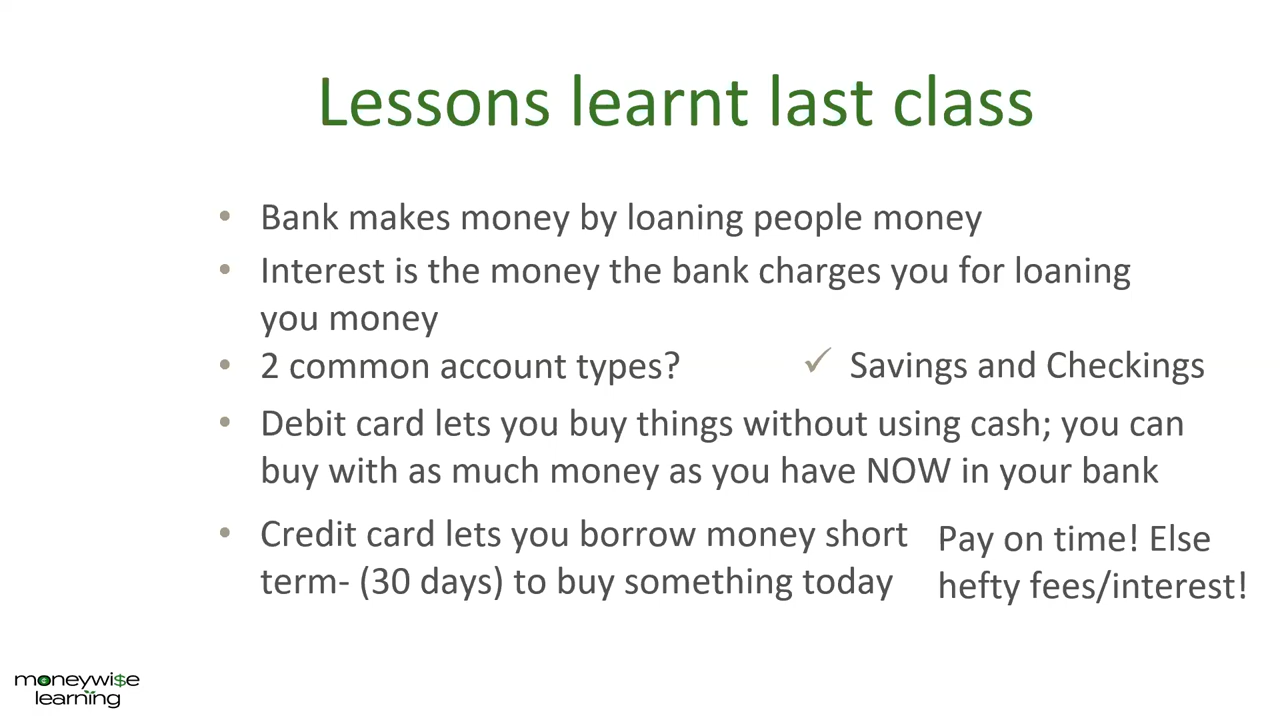 Lessons learnt last class
• Bank makes money by loaning people money
• Interest is the money the bank charges you for loaning
you money
• 2 common account types?
✓ Savings and Checkings
• Debit card lets you buy things without using cash; you can
buy with as much money as you have NOW in your bank
• Credit card lets you borrow money short
term- (30 days) to buy something today
Pay on time! Else
hefty fees/interest!
moneywi$e
learning